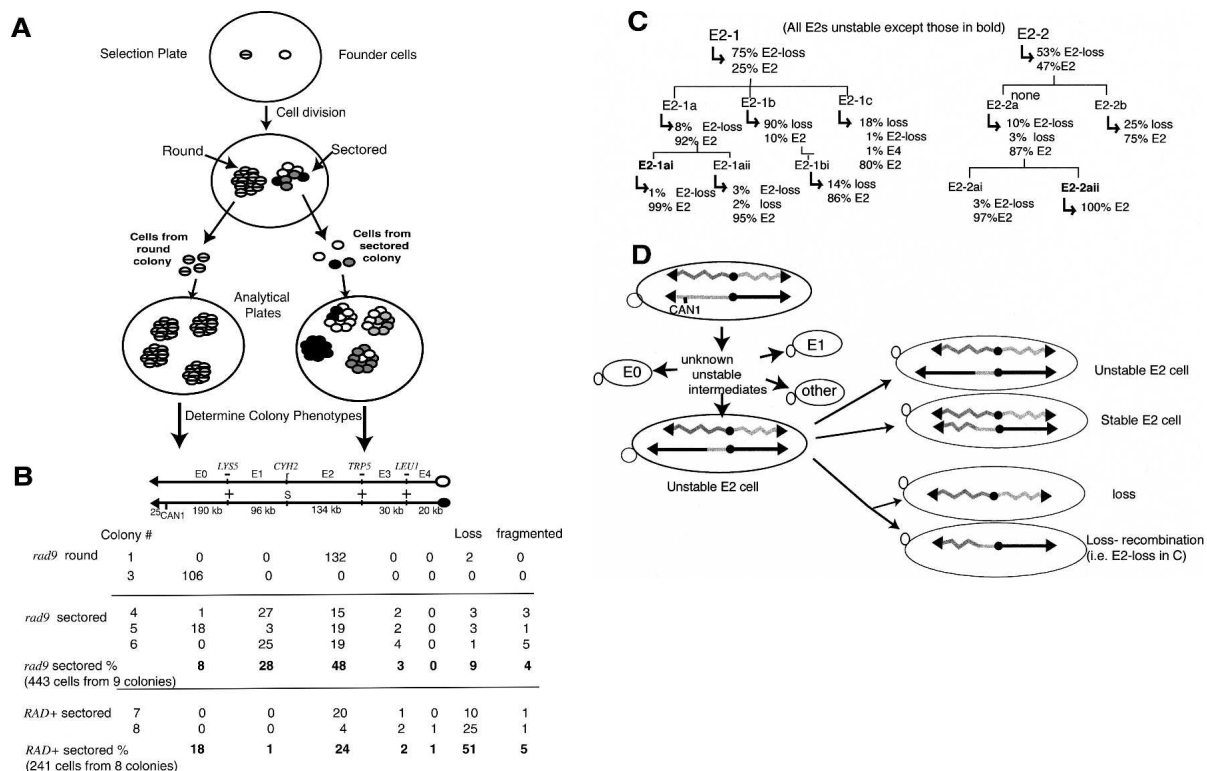 A
Selection Plate
Founder cells
Cell division
Round
Sectored
Cells from
round
colony
Cells from
sectored
colony
Analytical
Plates
Determine Colony Phenotypes
B
E0 LYS5 E1 CYH2 E2 TRP5 E3 LEU1 E4
- r - -
+ S + +
25 CAN1 190 kb 96 kb 134 kb 30 kb 20 kb
Colony # Loss fragmented
rad9 round 1 0 0 132 0 0 2 0
3 106 0 0 0 0 0 0
rad9 sectored 4 1 27 15 2 0 3 3
5 18 3 19 2 0 3 1
6 0 25 19 4 0 1 5
rad9 sectored % 8 28 48 3 0 9 4
(443 cells from 9 colonies)
RAD+ sectored 7 0 0 20 1 0 10 1
8 0 0 4 2 1 25 1
RAD+ sectored % 18 1 24 2 1 51 5
(241 cells from 8 colonies)
C
(All E2s unstable except those in bold)
E2-1
75% E2-loss
25% E2
E2-1a
8% E2-loss
92% E2
E2-1b
90% loss
10% E2
E2-1c
18% loss
1% E2-loss
1% E4
80% E2
E2-1ai
1% E2-loss
99% E2
E2-1aii
3% E2-loss
2% loss
95% E2
E2-1bi
14% loss
86% E2
E2-2
53% E2-loss
47%E2
none
E2-2a
10% E2-loss
3% loss
87% E2
E2-2b
25% loss
75% E2
E2-2ai
3% E2-loss
97%E2
E2-2aii
100% E2
D
CAN1
unknown
unstable
intermediates
E0
E1
other
Unstable E2 cell
Unstable E2 cell
Stable E2 cell
loss
Loss- recombination
(i.e. E2-loss in C)